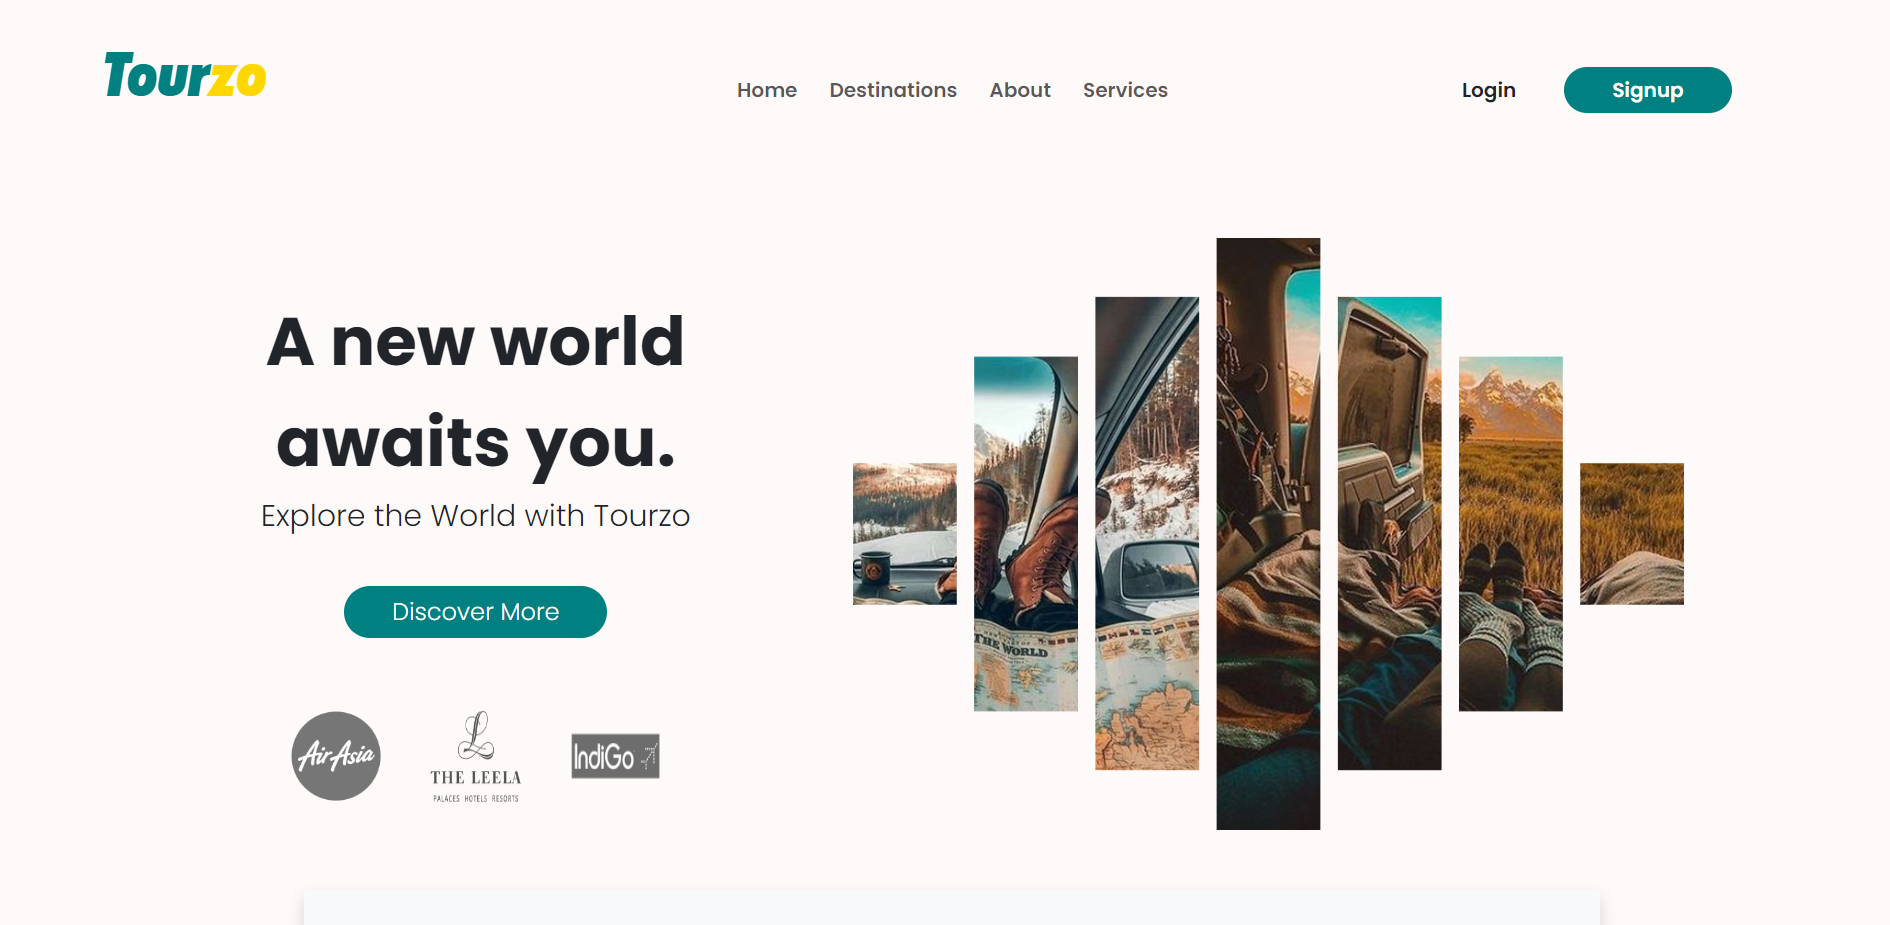 Tourzo
Home Destinations About Services
Login Signup
A new world
awaits you.
Explore the World with Tourzo
Discover More
AirAsia
THE LEELA
PALACES HOTELS RESORTS
IndiGo
THE WORLD